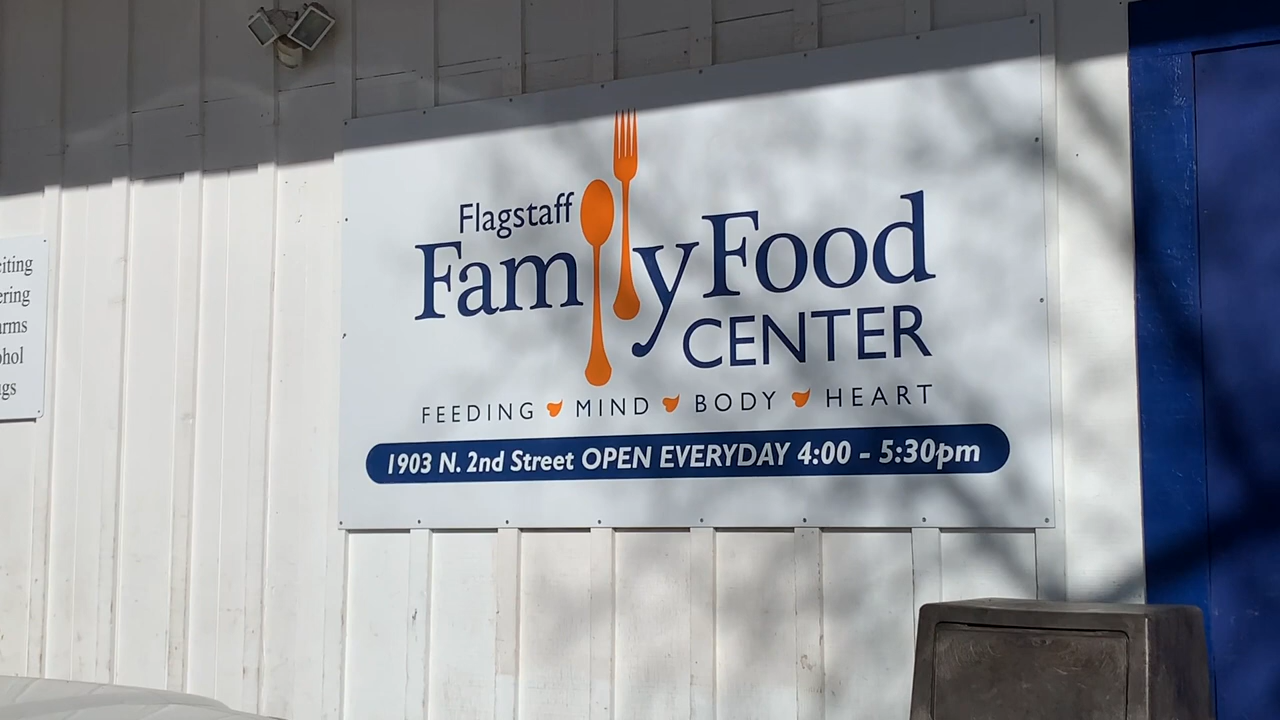 Flagstaff
Family Food
CENTER
FEEDING MIND BODY HEART
1903 N. 2nd Street OPEN EVERYDAY 4:00 - 5:30pm